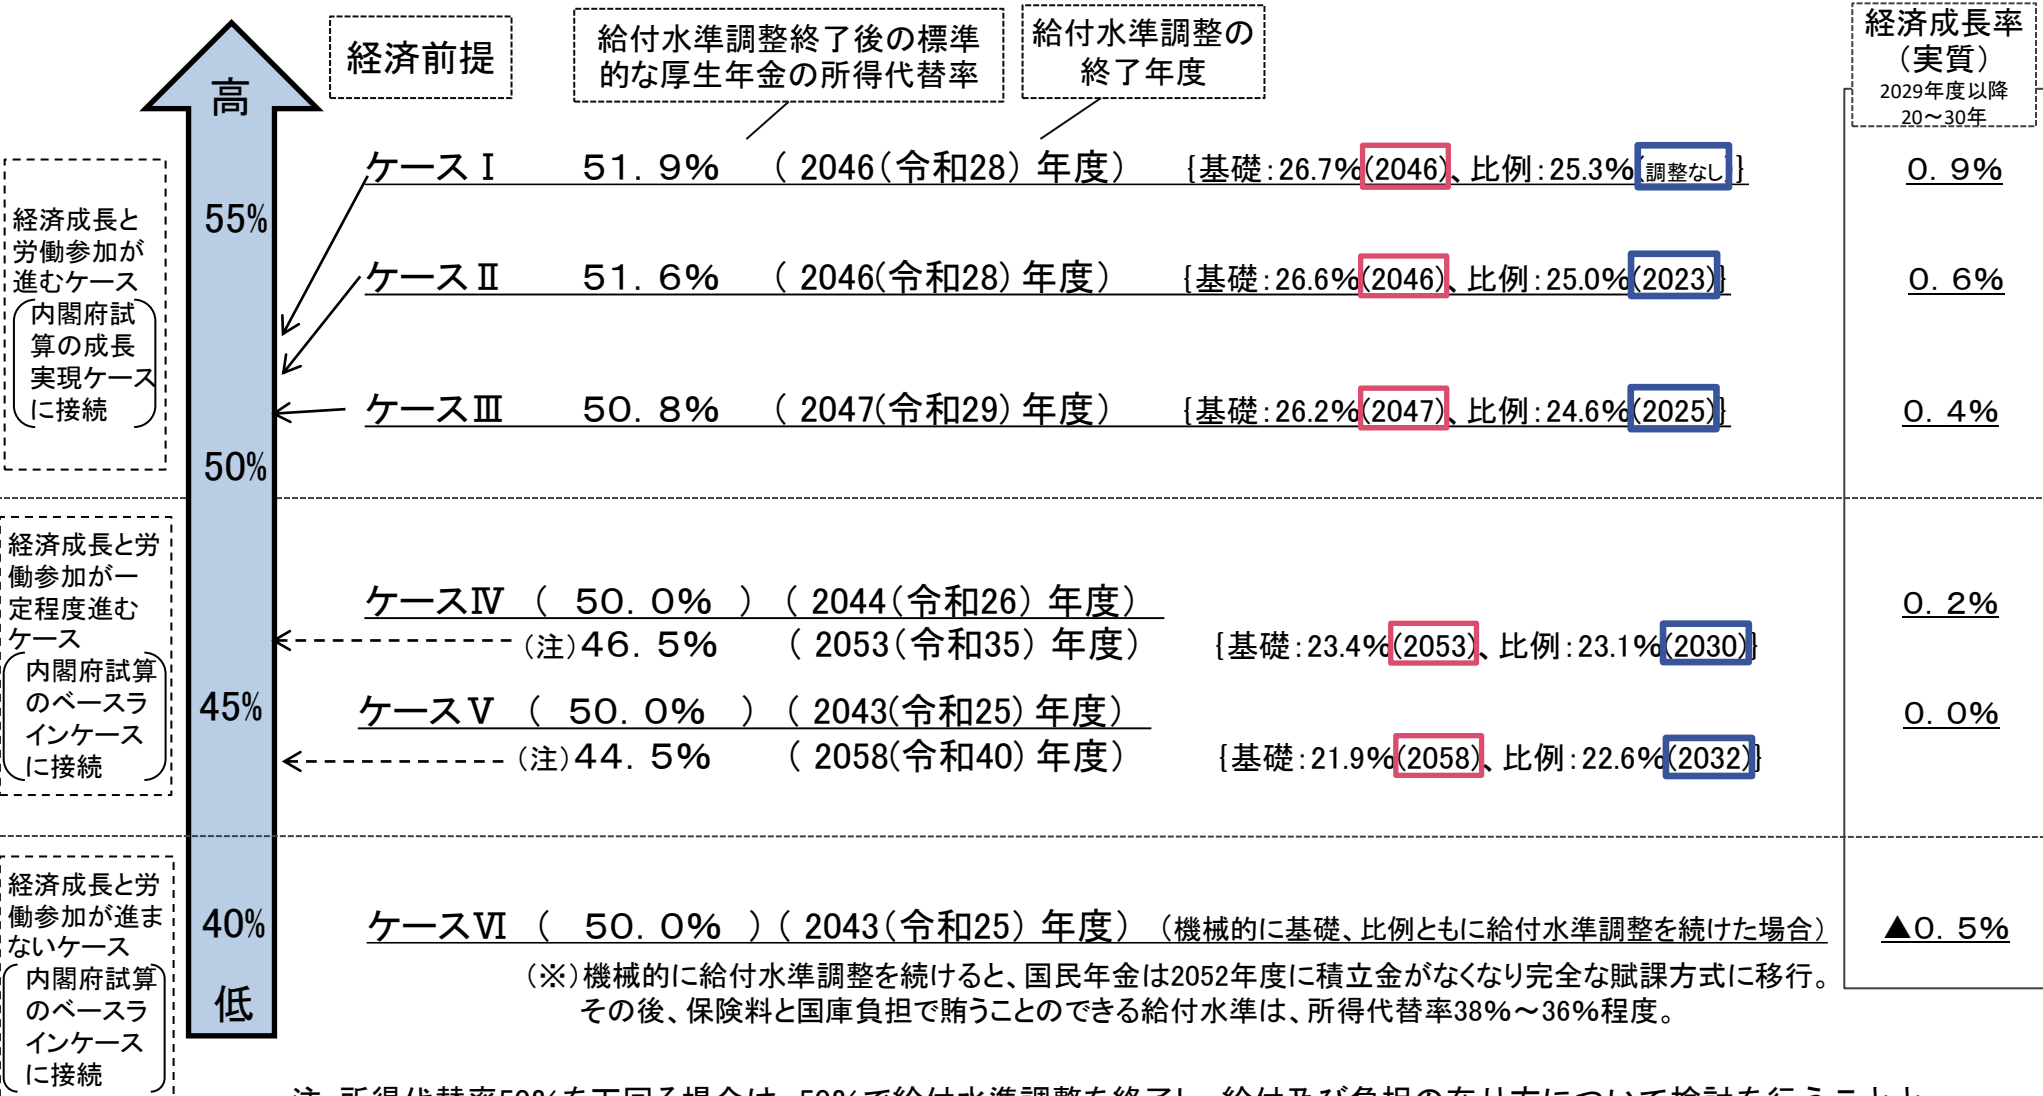 経済前提
給付水準調整終了後の標準
的な厚生年金の所得代替率
給付水準調整の
終了年度
経済成長率
（実質）
2029年度以降
20～30年
高
55%
50%
45%
40%
低
経済成長と
労働参加が
進むケース
内閣府試
算の成長
実現ケース
に接続
ケースⅠ　51．9%　（ 2046（令和28） 年度）　{基礎：26.7%(2046)、比例：25.3%(調整なし)}　0．9%
ケースⅡ　51．6%　（ 2046（令和28） 年度）　{基礎：26.6%(2046)、比例：25.0%(2023)}　0．6%
ケースⅢ　50．8%　（ 2047（令和29） 年度）　{基礎：26.2%(2047)、比例：24.6%(2025)}　0．4%
経済成長と労
働参加が一
定程度進む
ケース
内閣府試算
のベースラ
インケース
に接続
ケースⅣ　（ 50．0% ）　（ 2044（令和26） 年度）　0．2%
（注）46．5%　（ 2053（令和35） 年度）　{基礎：23.4%(2053)、比例：23.1%(2030)}
ケースⅤ　（ 50．0% ）　（ 2043（令和25） 年度）　0．0%
（注）44．5%　（ 2058（令和40） 年度）　{基礎：21.9%(2058)、比例：22.6%(2032)}
経済成長と労
働参加が進ま
ないケース
内閣府試算
のベースラ
インケース
に接続
ケースⅥ　（ 50．0% ）（ 2043（令和25） 年度）　（機械的に基礎、比例ともに給付水準調整を続けた場合）　▲0．5%
（※）機械的に給付水準調整を続けると、国民年金は2052年度に積立金がなくなり完全な賦課方式に移行。
その後、保険料と国庫負担で賄うことのできる給付水準は、所得代替率38%～36%程度。